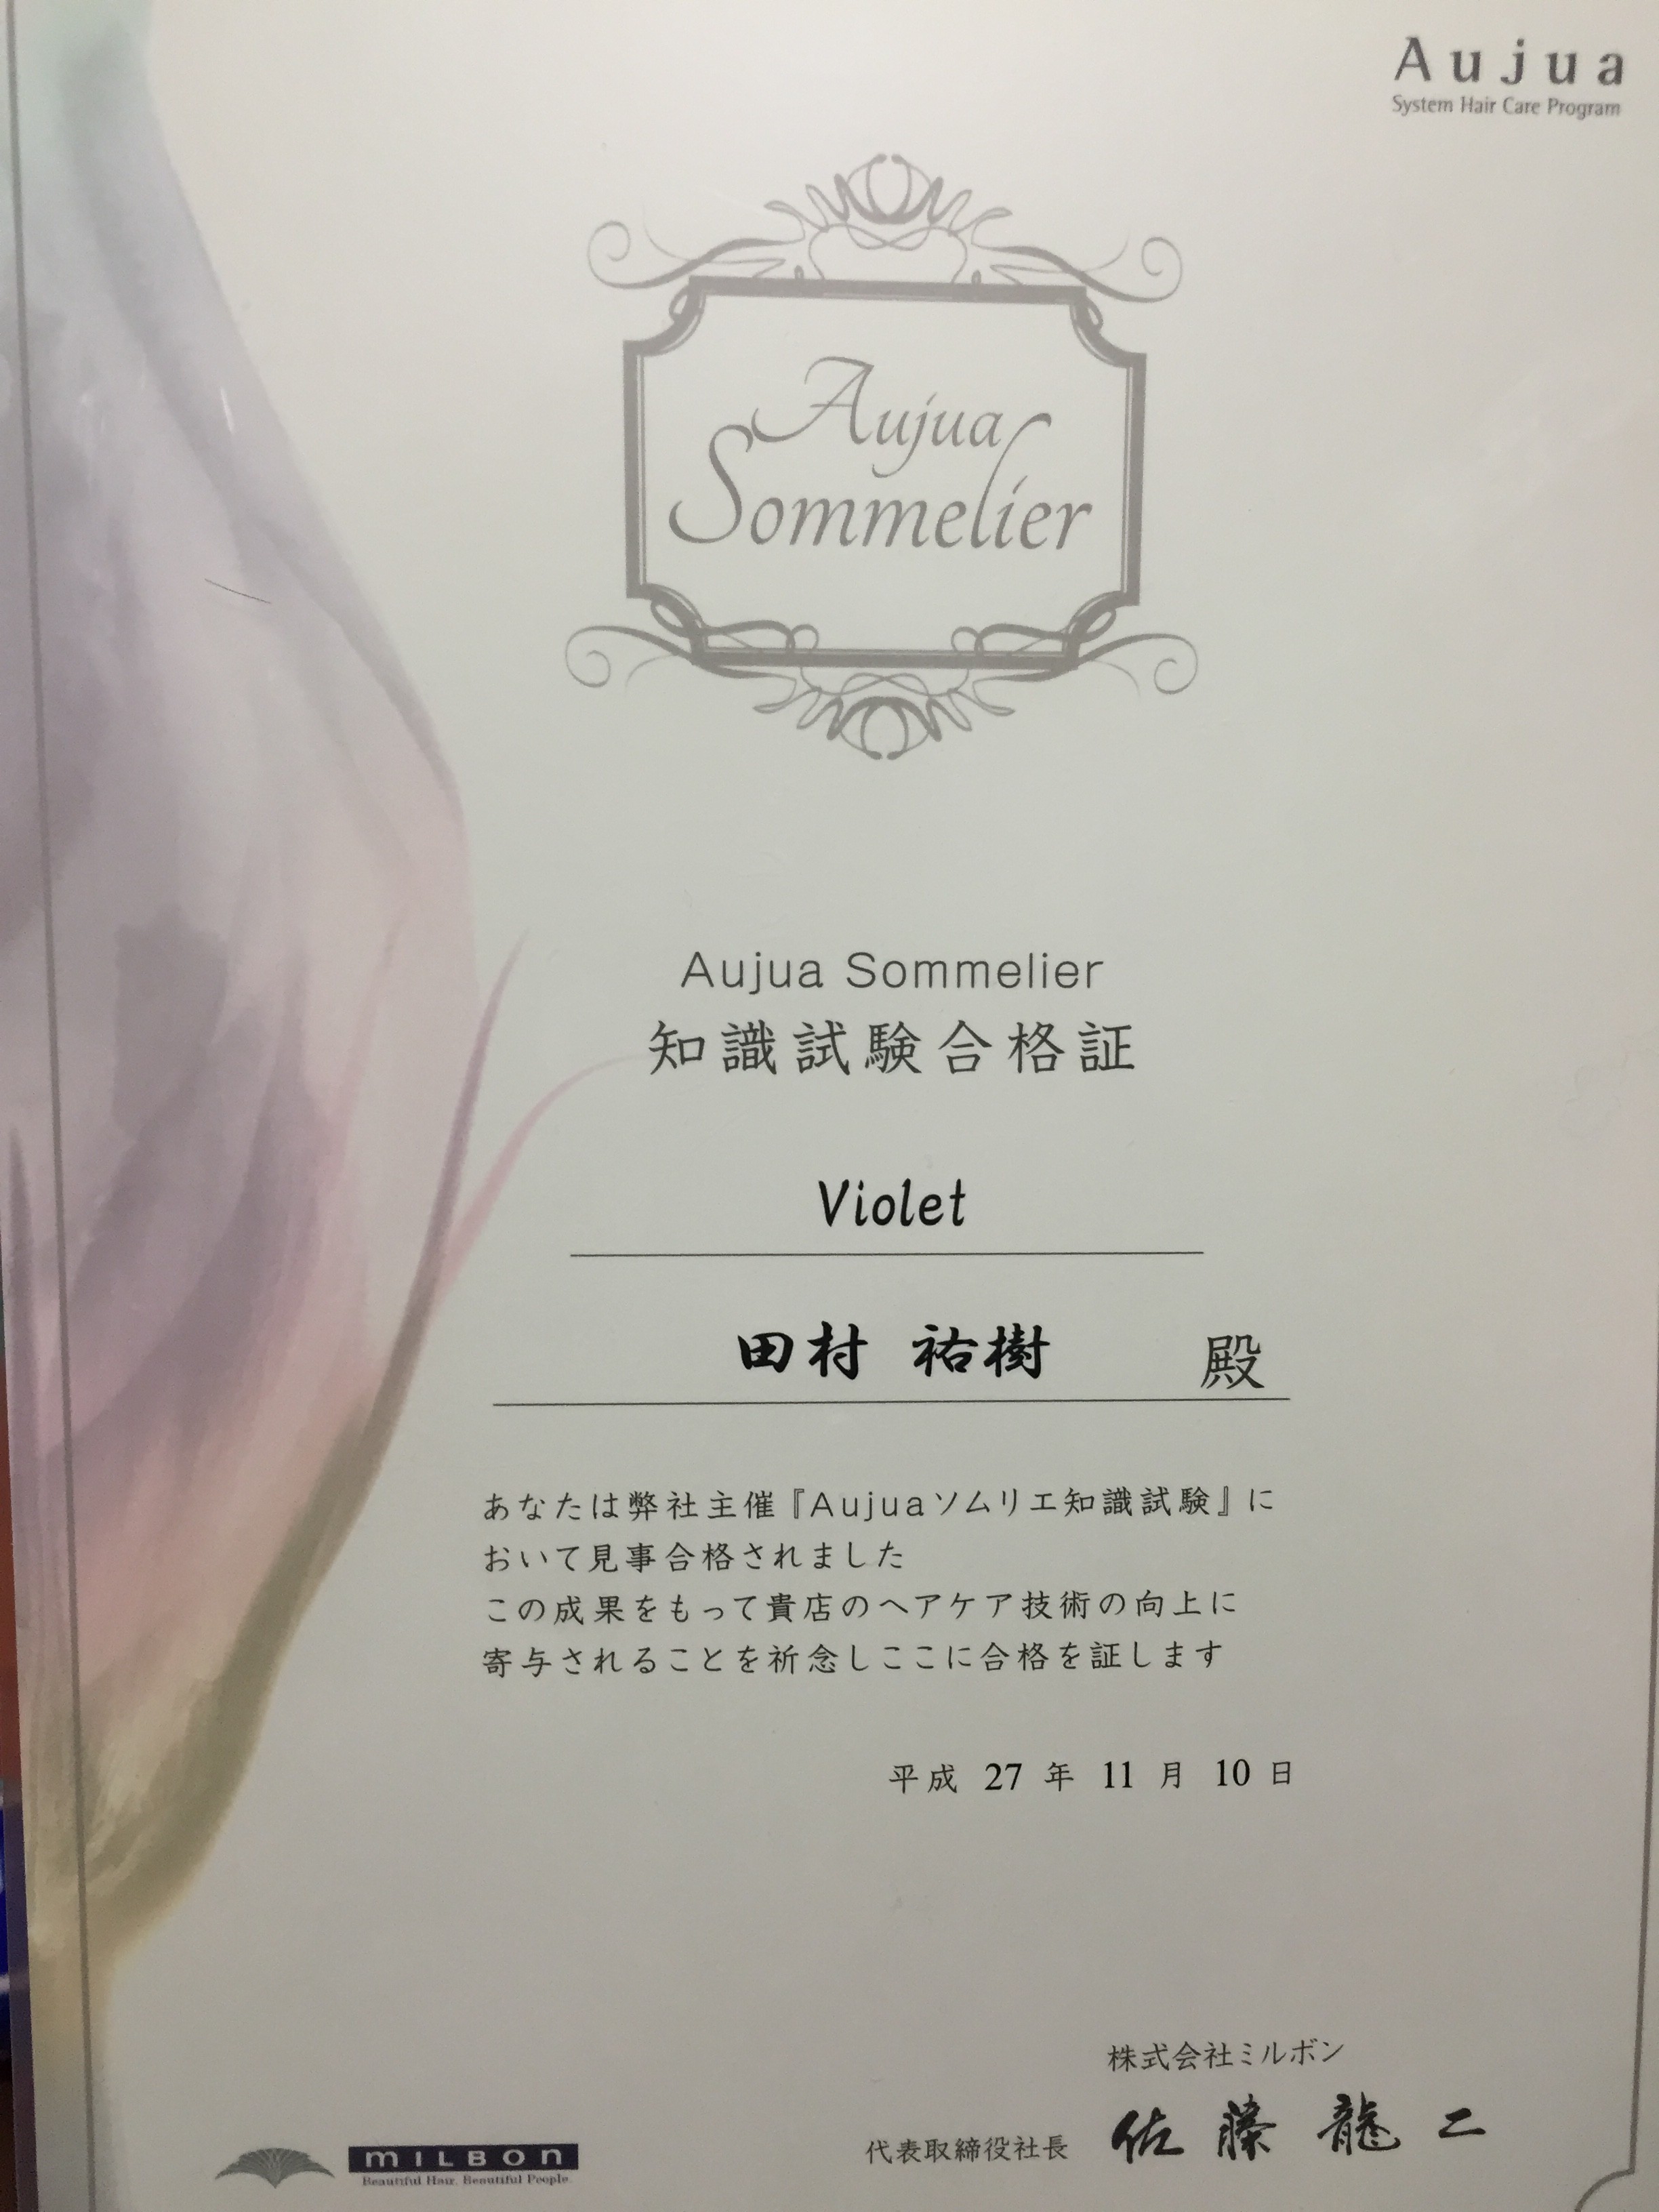 Aujua
System Hair Care Program
Aujua
Sommelier
Aujua Sommelier
知識試験合格証
Violet
田村 祐樹 殿
あなたは弊社主催『Aujuaソムリエ知識試験』に
おいて見事合格されました
この成果をもって貴店のヘアケア技術の向上に
寄与されることを祈念しここに合格を証します
平成 27 年 11 月 10 日
株式会社ミルボン
代表取締役社長 佐藤 龍二
MILBON
Beautiful Hair. Beautiful People.